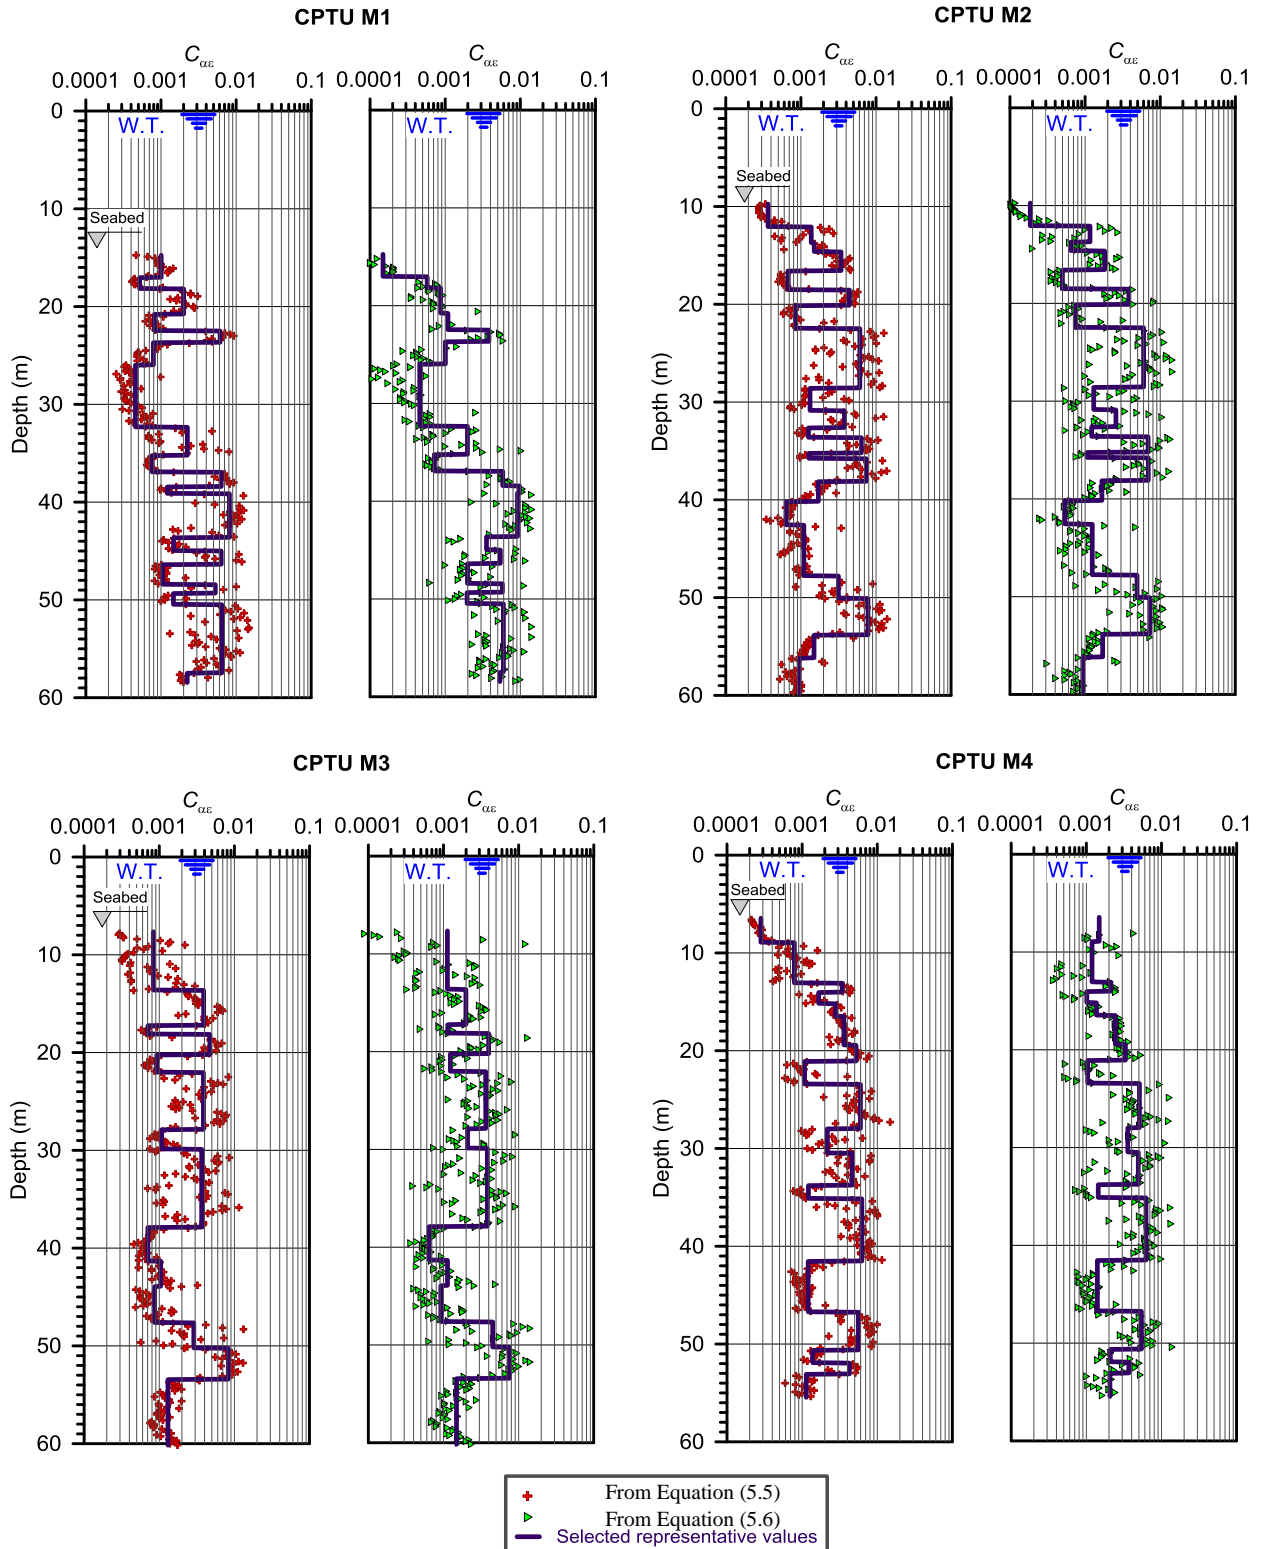 CPTU M1
Cαε
0.0001 0.001 0.01 0.1
0.0001 0.001 0.01 0.1
Cαε
W.T.
W.T.
Seabed
Depth (m)
0
10
20
30
40
50
60
CPTU M2
Cαε
0.0001 0.001 0.01 0.1
0.0001 0.001 0.01 0.1
Cαε
W.T.
W.T.
Seabed
Depth (m)
0
10
20
30
40
50
60
CPTU M3
Cαε
0.0001 0.001 0.01 0.1
0.0001 0.001 0.01 0.1
Cαε
W.T.
W.T.
Seabed
Depth (m)
0
10
20
30
40
50
60
CPTU M4
Cαε
0.0001 0.001 0.01 0.1
0.0001 0.001 0.01 0.1
Cαε
W.T.
W.T.
Seabed
Depth (m)
0
10
20
30
40
50
60
From Equation (5.5)
From Equation (5.6)
Selected representative values